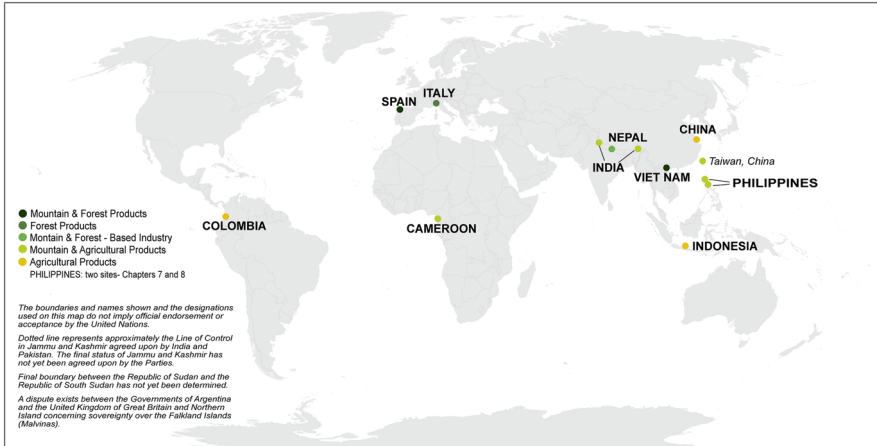 ITALY
SPAIN
CHINA
NEPAL
Taiwan, China
INDIA
VIET NAM
PHILIPPINES
COLOMBIA
CAMEROON
INDONESIA
Mountain & Forest Products
Forest Products
Montain & Forest - Based Industry
Mountain & Agricultural Products
Agricultural Products
PHILIPPINES: two sites- Chapters 7 and 8
The boundaries and names shown and the designations
used on this map do not imply official endorsement or
acceptance by the United Nations.
Dotted line represents approximately the Line of Control
in Jammu and Kashmir agreed upon by India and
Pakistan. The final status of Jammu and Kashmir has
not yet been agreed upon by the Parties.
Final boundary between the Republic of Sudan and the
Republic of South Sudan has not yet been determined.
A dispute exists between the Governments of Argentina
and the United Kingdom of Great Britain and Northern
Island concerning sovereignty over the Falkland Islands
(Malvinas).